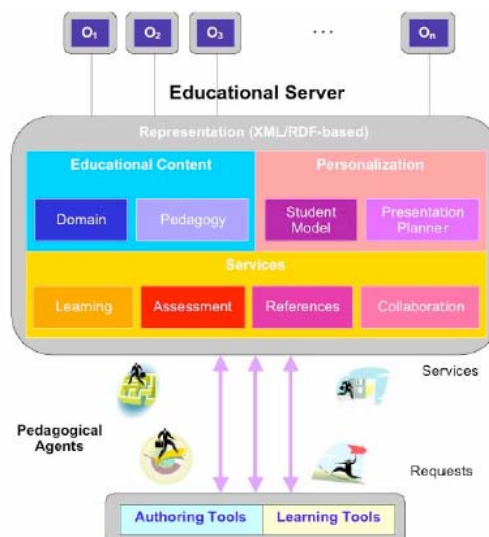 O1 O2 O3 ... On
Educational Server
Representation (XML/RDF-based)
Educational Content Personalization
Domain Pedagogy Student Model Presentation Planner
Services
Learning Assessment References Collaboration
Services
Pedagogical Agents
Requests
Authoring Tools Learning Tools